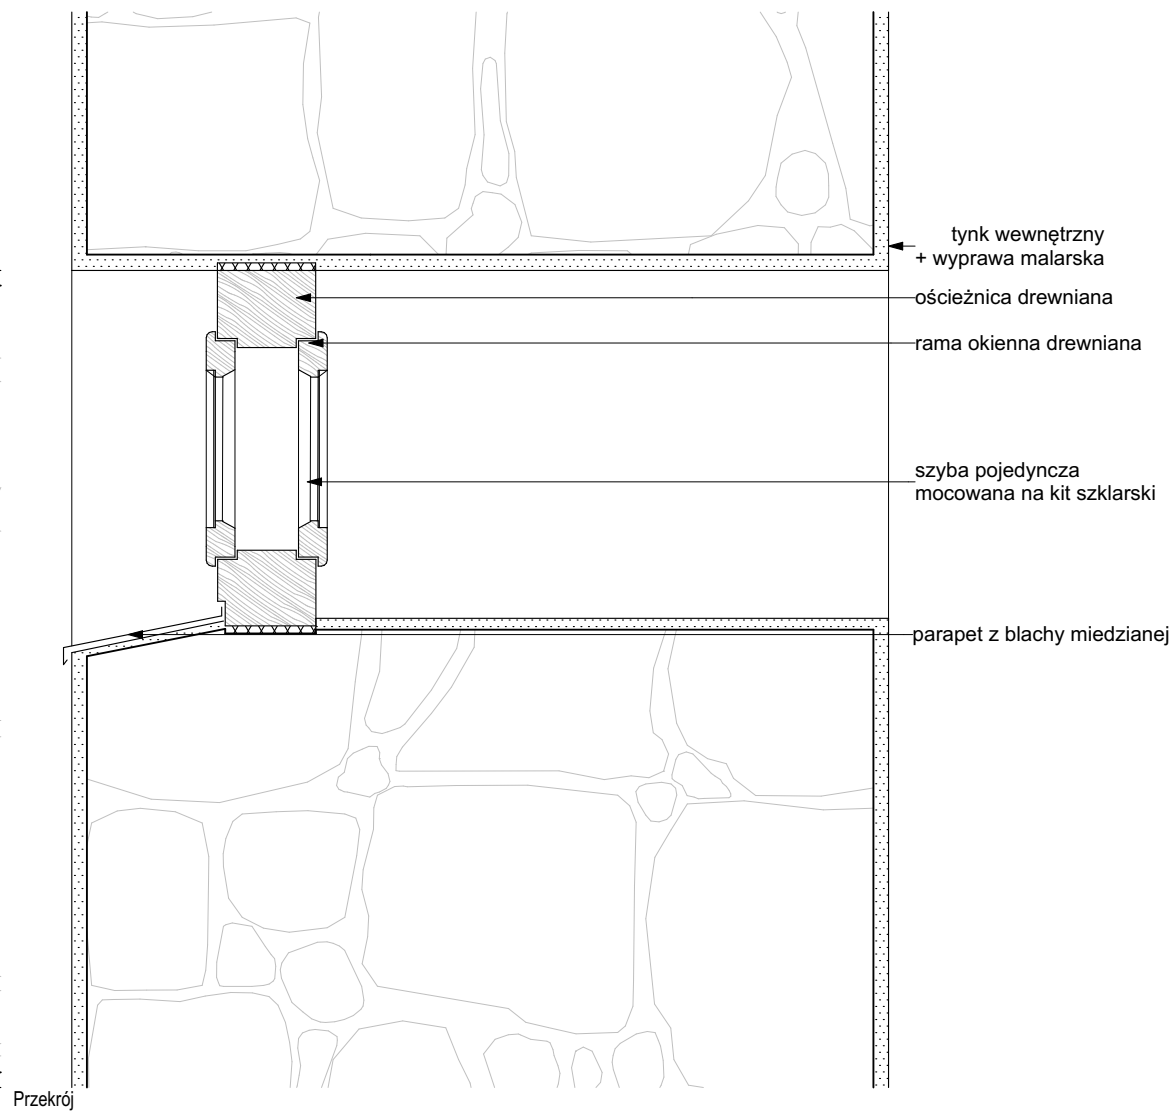 tynk wewnętrzny
+ wyprawa malarska
ościeżnica drewniana
rama okienna drewniana
szyba pojedyncza
mocowana na kit szklarski
parapet z blachy miedzianej
Przekrój